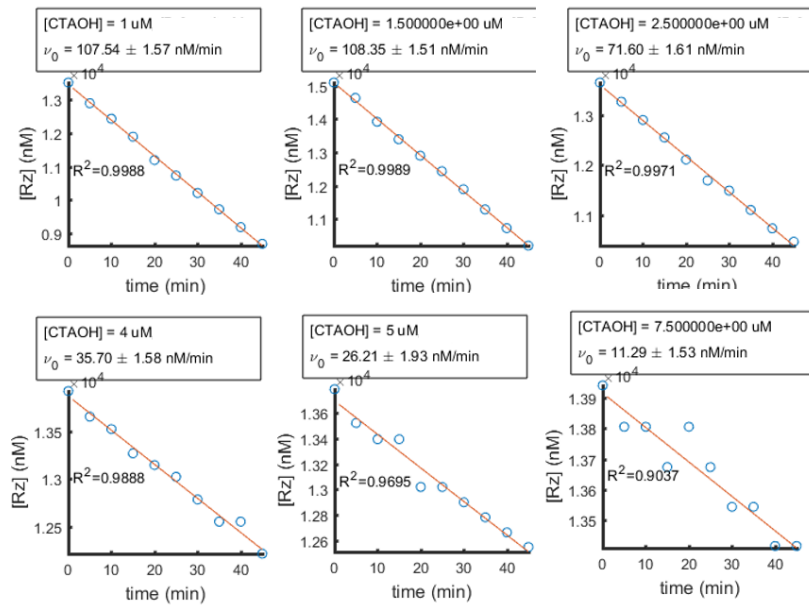 [CTAOH] = 1 uM
ν0 = 107.54 ± 1.57 nM/min
× 10^4
1.3
1.2
1.1
1
0.9
[Rz] (nM)
R^2=0.9988
0 10 20 30 40
time (min)
[CTAOH] = 1.500000e+00 uM
ν0 = 108.35 ± 1.51 nM/min
× 10^4
1.5
1.4
1.3
1.2
1.1
[Rz] (nM)
R^2=0.9989
0 10 20 30 40
time (min)
[CTAOH] = 2.500000e+00 uM
ν0 = 71.60 ± 1.61 nM/min
× 10^4
1.3
1.2
1.1
[Rz] (nM)
R^2=0.9971
0 10 20 30 40
time (min)
[CTAOH] = 4 uM
ν0 = 35.70 ± 1.58 nM/min
× 10^4
1.35
1.3
1.25
[Rz] (nM)
R^2=0.9888
0 10 20 30 40
time (min)
[CTAOH] = 5 uM
ν0 = 26.21 ± 1.93 nM/min
× 10^4
1.36
1.34
1.32
1.3
1.28
1.26
[Rz] (nM)
R^2=0.9695
0 10 20 30 40
time (min)
[CTAOH] = 7.500000e+00 uM
ν0 = 11.29 ± 1.53 nM/min
× 10^4
1.39
1.38
1.37
1.36
1.35
[Rz] (nM)
R^2=0.9037
0 10 20 30 40
time (min)